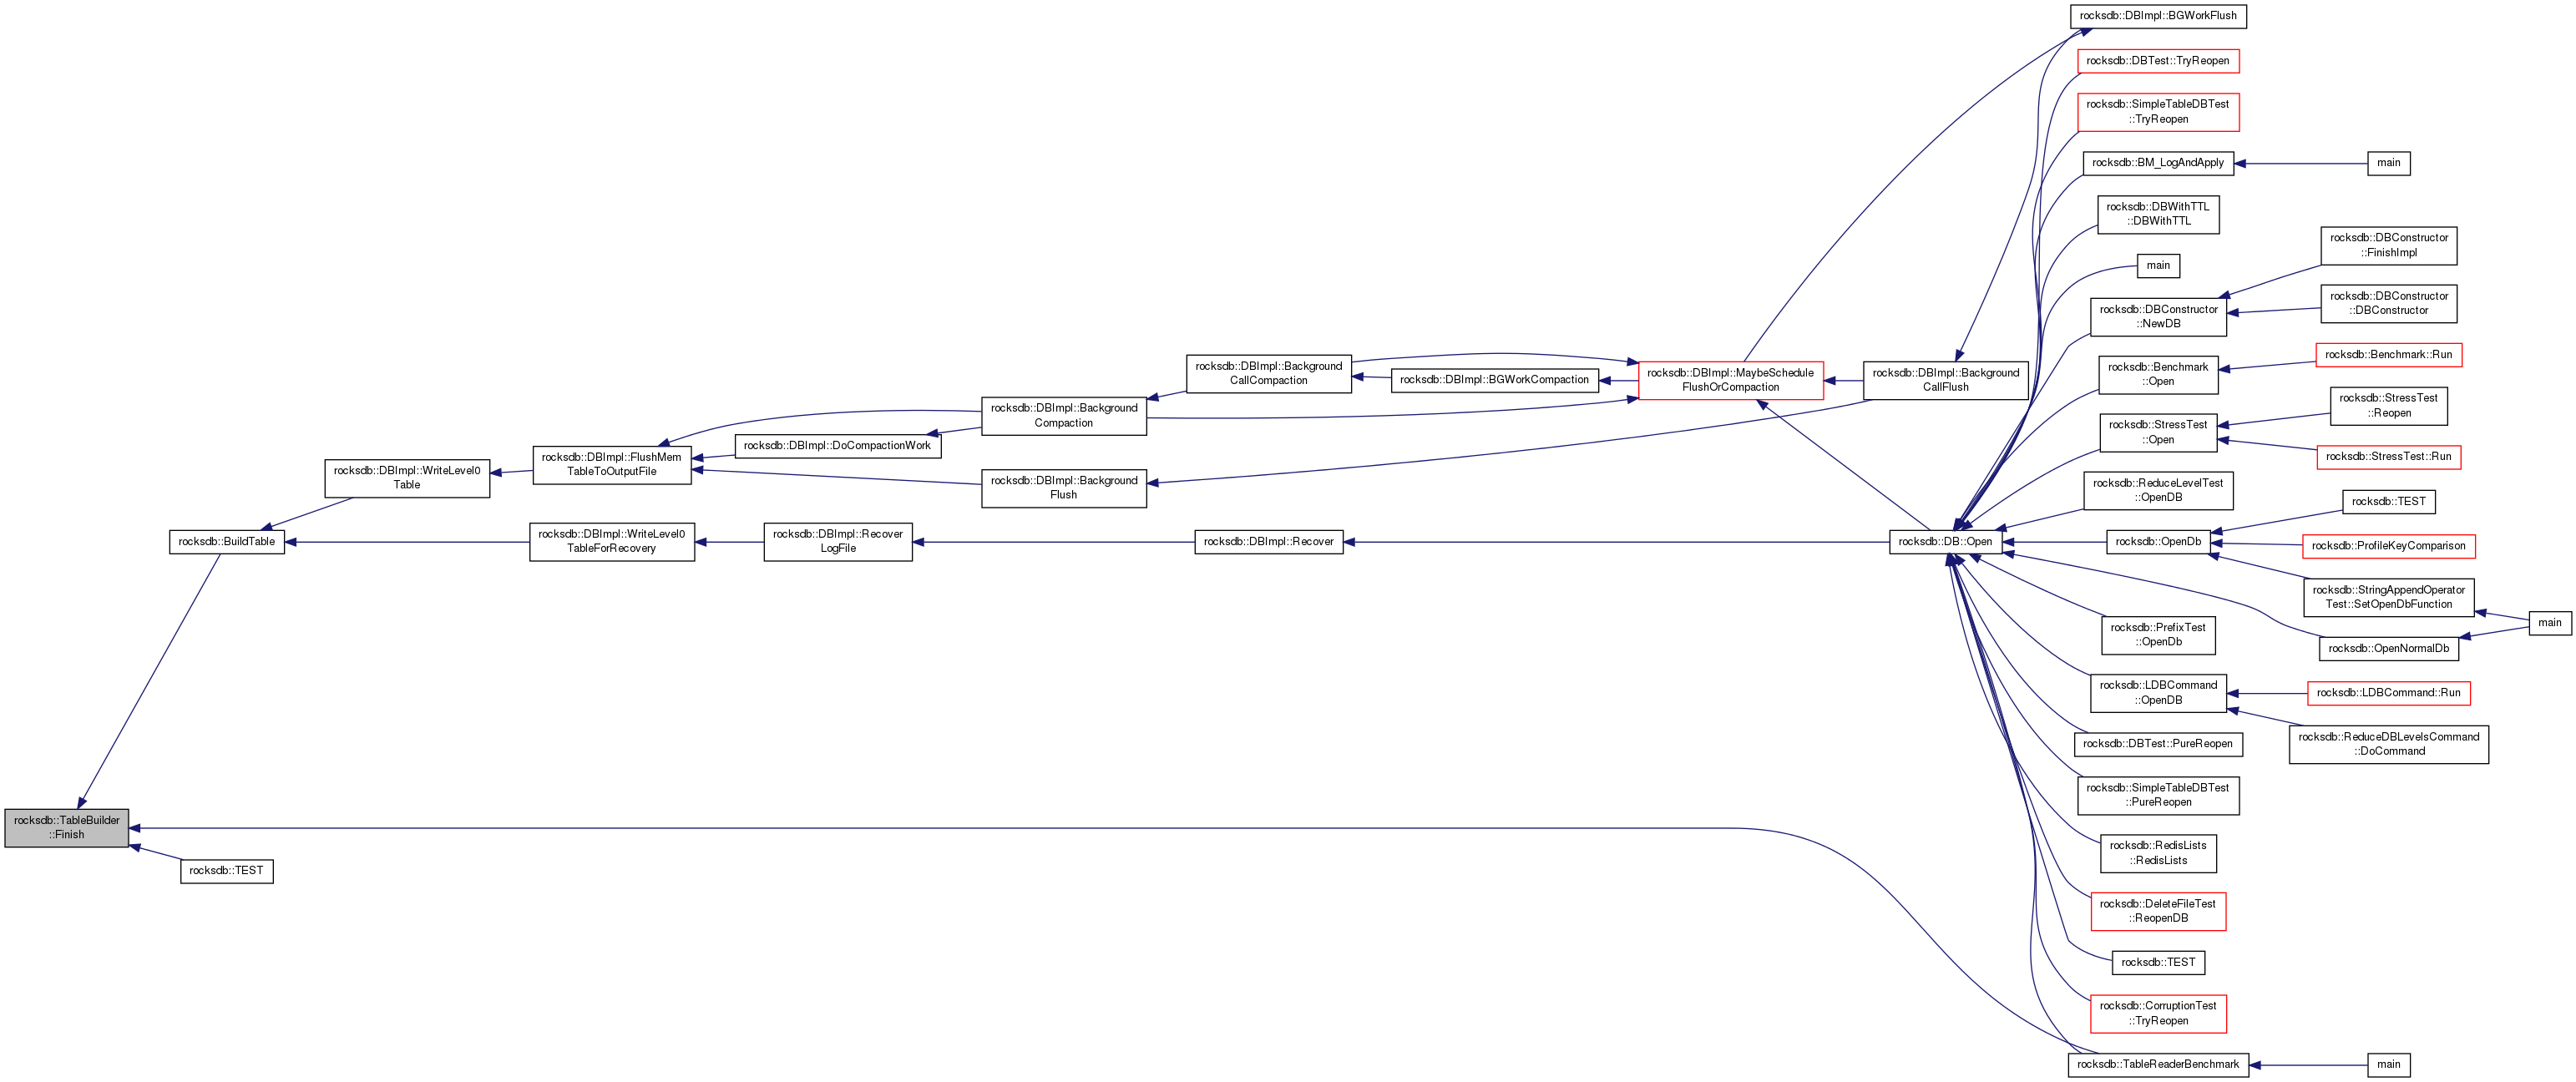 rocksdb::DBImpl::BGWorkFlush
rocksdb::DBTest::TryReopen
rocksdb::SimpleTableDBTest
::TryReopen
rocksdb::BM_LogAndApply
main
rocksdb::DBWithTTL
::DBWithTTL
main
rocksdb::DBConstructor
::NewDB
rocksdb::DBConstructor
::FinishImpl
rocksdb::DBConstructor
::DBConstructor
rocksdb::Benchmark
::Open
rocksdb::Benchmark::Run
rocksdb::StressTest
::Open
rocksdb::StressTest
::Reopen
rocksdb::StressTest::Run
rocksdb::DBImpl::Background
CallCompaction
rocksdb::DBImpl::BGWorkCompaction
rocksdb::DBImpl::MaybeSchedule
FlushOrCompaction
rocksdb::DBImpl::Background
CallFlush
rocksdb::DBImpl::Background
Compaction
rocksdb::DBImpl::DoCompactionWork
rocksdb::DBImpl::FlushMem
TableToOutputFile
rocksdb::DBImpl::WriteLevel0
Table
rocksdb::DBImpl::Background
Flush
rocksdb::ReduceLevelTest
::OpenDB
rocksdb::BuildTable
rocksdb::DBImpl::WriteLevel0
TableForRecovery
rocksdb::DBImpl::Recover
LogFile
rocksdb::DBImpl::Recover
rocksdb::DB::Open
rocksdb::OpenDb
rocksdb::TEST
rocksdb::ProfileKeyComparison
rocksdb::StringAppendOperator
Test::SetOpenDbFunction
main
rocksdb::PrefixTest
::OpenDb
rocksdb::OpenNormalDb
rocksdb::LDBCommand
::OpenDB
rocksdb::LDBCommand::Run
rocksdb::ReduceDBLevelsCommand
::DoCommand
rocksdb::DBTest::PureReopen
rocksdb::SimpleTableDBTest
::PureReopen
rocksdb::TableBuilder
::Finish
rocksdb::TEST
rocksdb::RedisLists
::RedisLists
rocksdb::DeleteFileTest
::ReopenDB
rocksdb::TEST
rocksdb::CorruptionTest
::TryReopen
rocksdb::TableReaderBenchmark
main